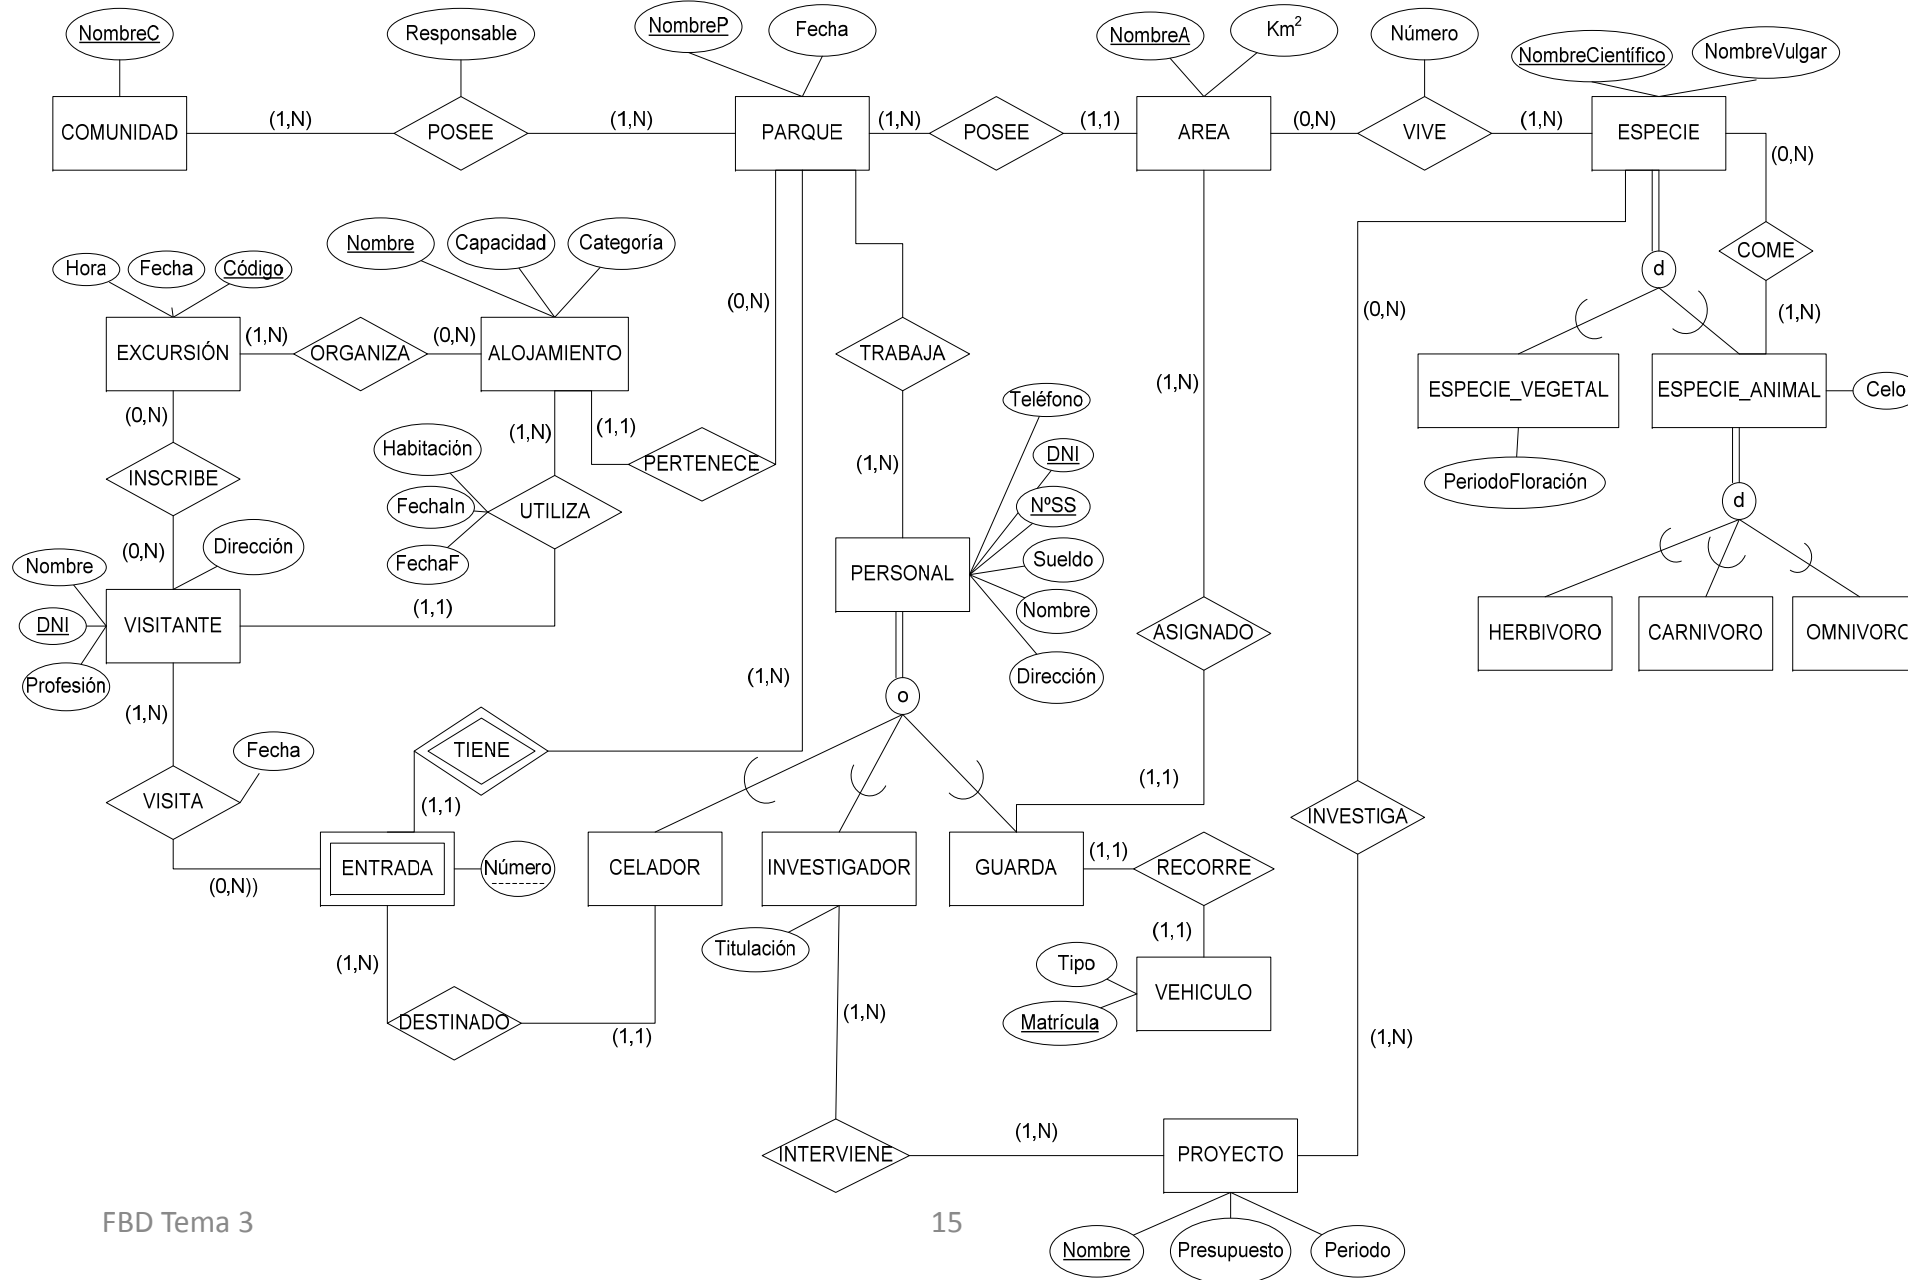 NombreC
Responsable
NombreP
Fecha
NombreA
Km²
Número
NombreCientífico
NombreVulgar
COMUNIDAD
(1,N)
POSEE
(1,N)
PARQUE
(1,N)
POSEE
(1,1)
AREA
(0,N)
VIVE
(1,N)
ESPECIE
(0,N)
Nombre
Capacidad
Categoría
Hora
Fecha
Código
COME
d
(0,N)
(0,N)
(1,N)
EXCURSIÓN
(1,N)
ORGANIZA
(0,N)
ALOJAMIENTO
TRABAJA
(1,N)
ESPECIE_VEGETAL
ESPECIE_ANIMAL
Celo
(0,N)
(1,N)
(1,1)
Teléfono
Habitación
PERTENECE
(1,N)
DNI
INSCRIBE
PeriodoFloración
d
FechaIn
UTILIZA
NºSS
(0,N)
Dirección
FechaF
Nombre
PERSONAL
Sueldo
(1,1)
Nombre
DNI
VISITANTE
ASIGNADO
HERBIVORO
CARNIVORO
OMNIVORO
Profesión
(1,N)
Dirección
o
(1,N)
Fecha
TIENE
(1,1)
VISITA
(1,1)
INVESTIGA
(0,N))
ENTRADA
Número
CELADOR
INVESTIGADOR
GUARDA
(1,1)
RECORRE
(1,1)
Titulación
(1,N)
Tipo
VEHICULO
Matrícula
DESTINADO
(1,1)
(1,N)
(1,N)
INTERVIENE
(1,N)
PROYECTO
FBD Tema 3
15
Nombre
Presupuesto
Periodo